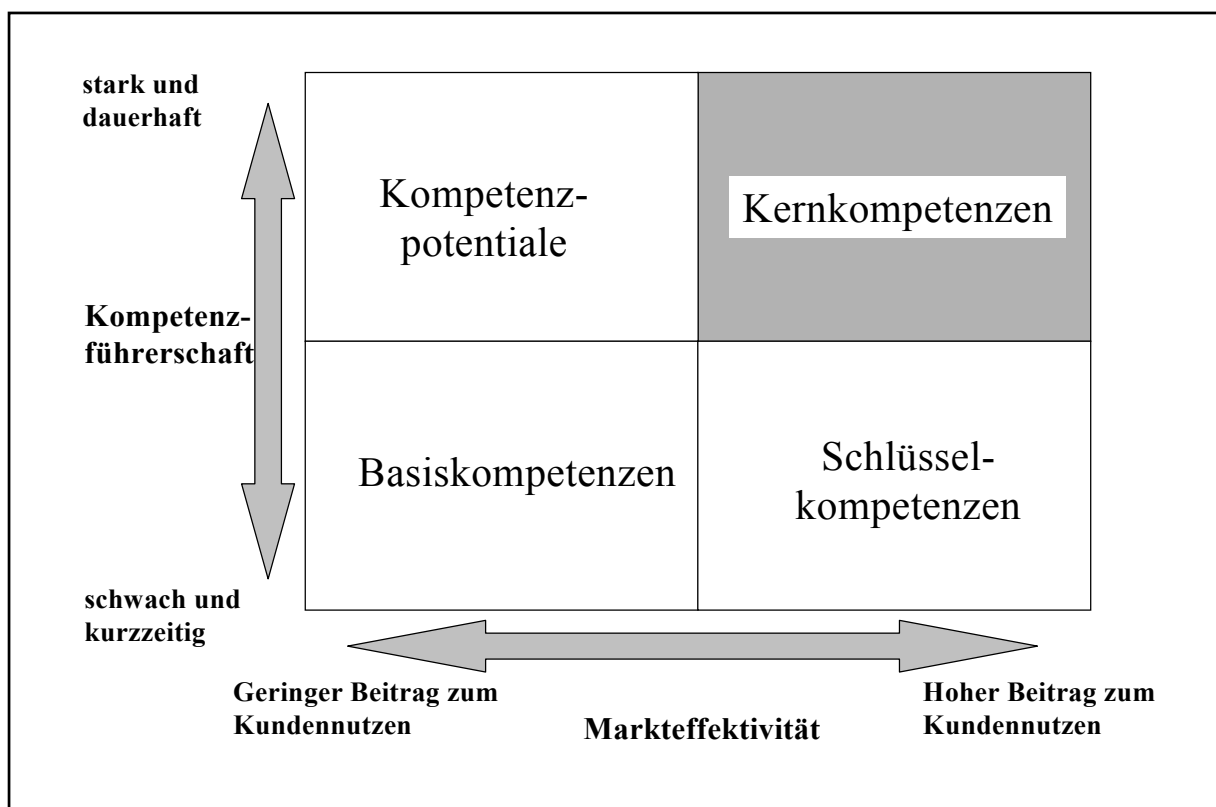 stark und
dauerhaft
Kompetenz-
potentiale
Kernkompetenzen
Kompetenz-
führerschaft
Basiskompetenzen
Schlüssel-
kompetenzen
schwach und
kurzzeitig
Geringer Beitrag zum
Kundennutzen
Markteffektivität
Hoher Beitrag zum
Kundennutzen